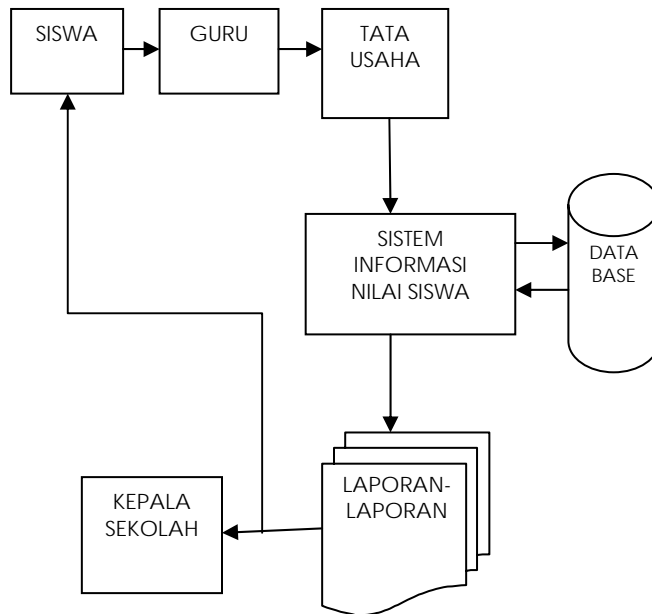 SISWA
GURU
TATA
USAHA
SISTEM
INFORMASI
NILAI SISWA
DATA
BASE
LAPORAN-
LAPORAN
KEPALA
SEKOLAH